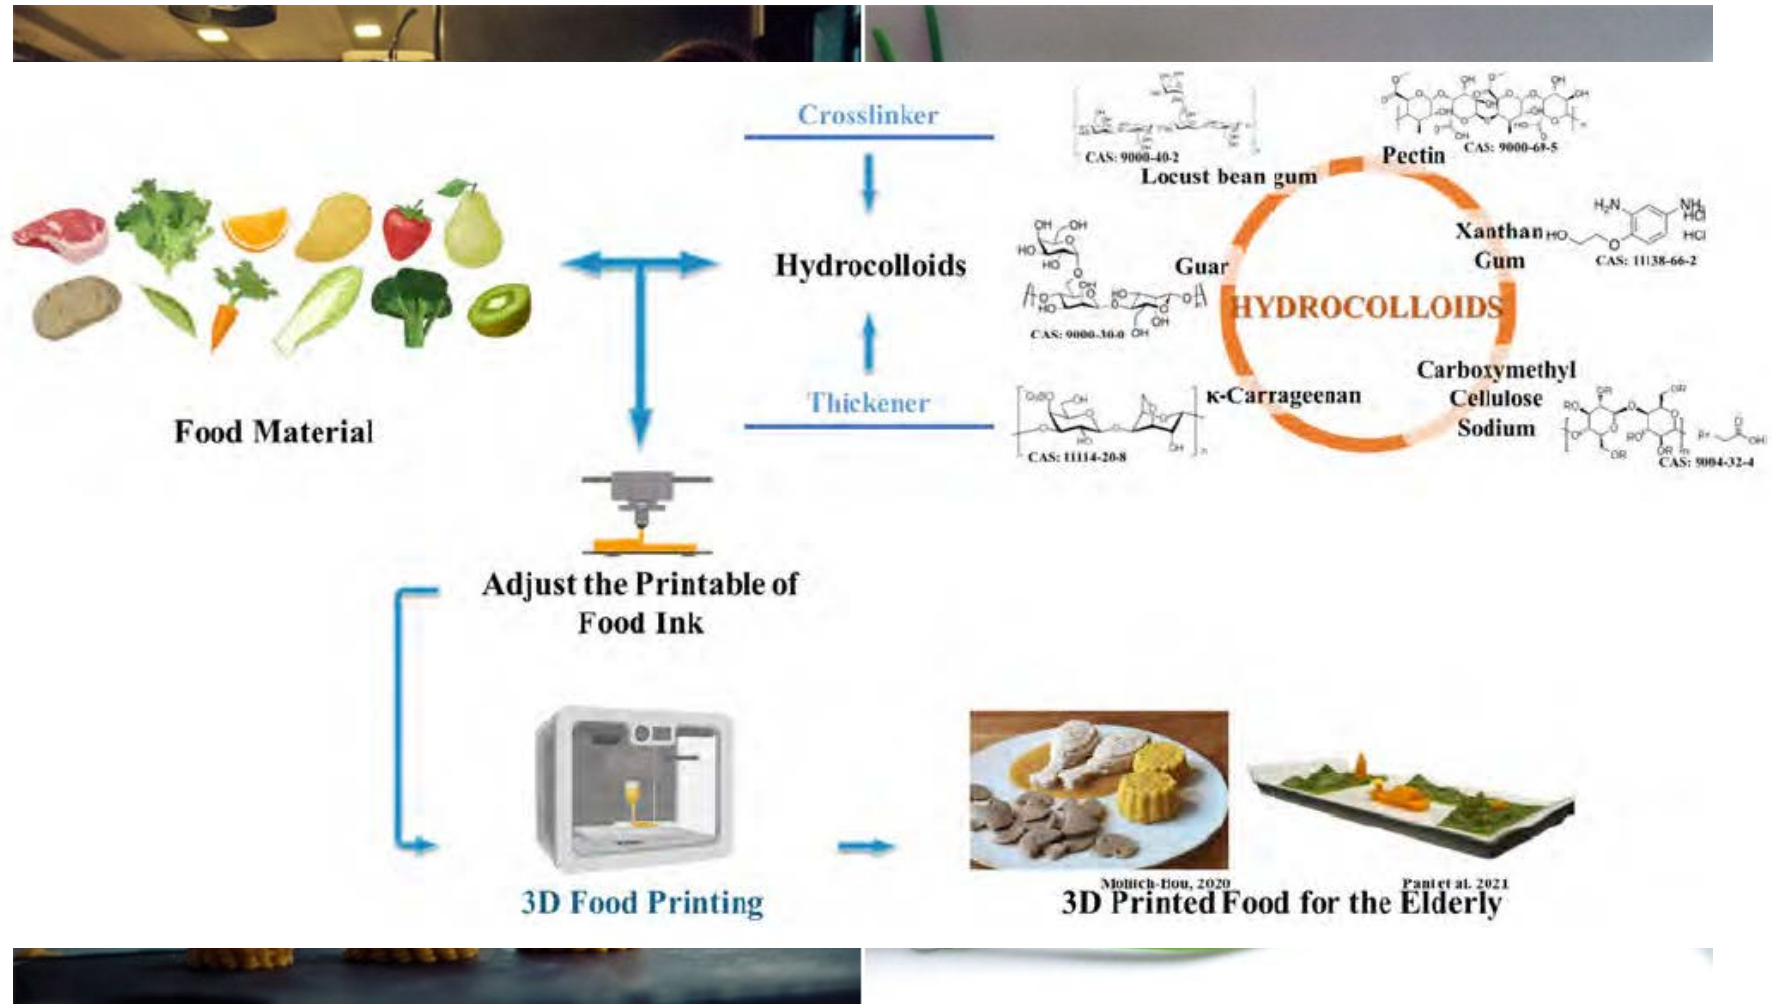 Crosslinker
Hydrocolloids
Thickener
Food Material
Adjust the Printable of
Food Ink
3D Food Printing
CAS: 9000-40-2
Locust bean gum
Pectin
CAS: 9000-69-5
Xanthan
Gum
CAS: 11138-66-2
Guar
CAS: 9000-30-0
HYDROCOLLOIDS
Carboxymethyl
Cellulose
Sodium
CAS: 9004-32-4
κ-Carrageenan
CAS: 11114-20-8
2020
Pant et al. 2021
3D Printed Food for the Elderly